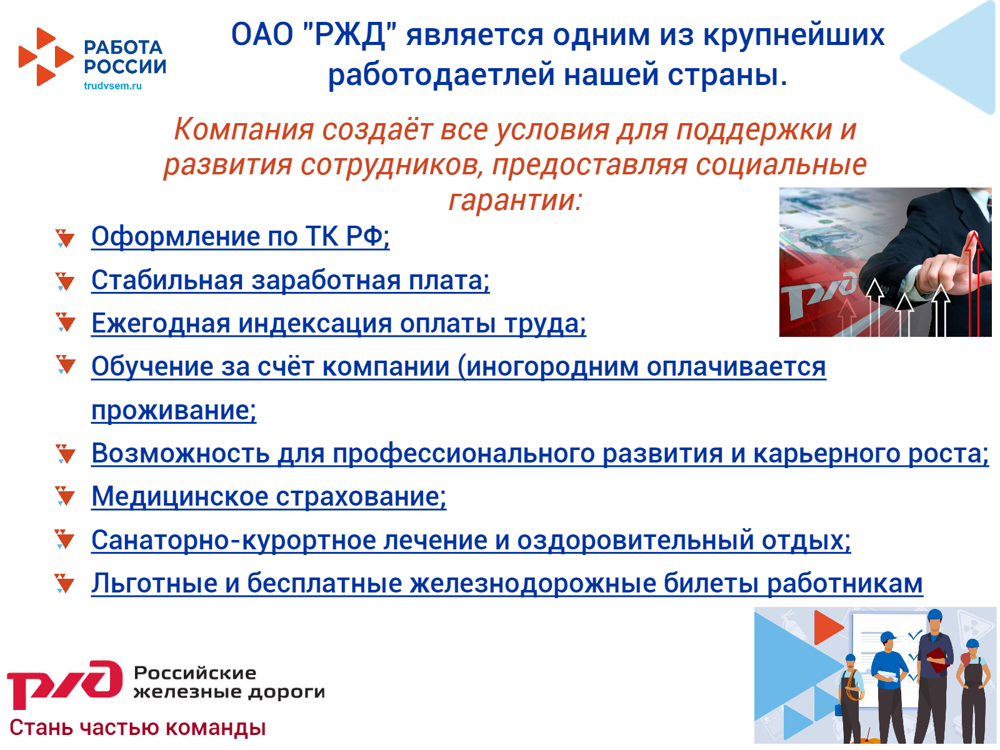 РАБОТА
РОССИИ
trudvsem.ru
ОАО "РЖД" является одним из крупнейших
работодаетлей нашей страны.
Компания создаёт все условия для поддержки и
развития сотрудников, предоставляя социальные
гарантии:
Оформление по ТК РФ;
Стабильная заработная плата;
Ежегодная индексация оплаты труда;
Обучение за счёт компании (иногородним оплачивается
проживание;
Возможность для профессионального развития и карьерного роста;
Медицинское страхование;
Санаторно-курортное лечение и оздоровительный отдых;
Льготные и бесплатные железнодорожные билеты работникам
РЖД
РЖД
Российские
железные дороги
Стань частью команды